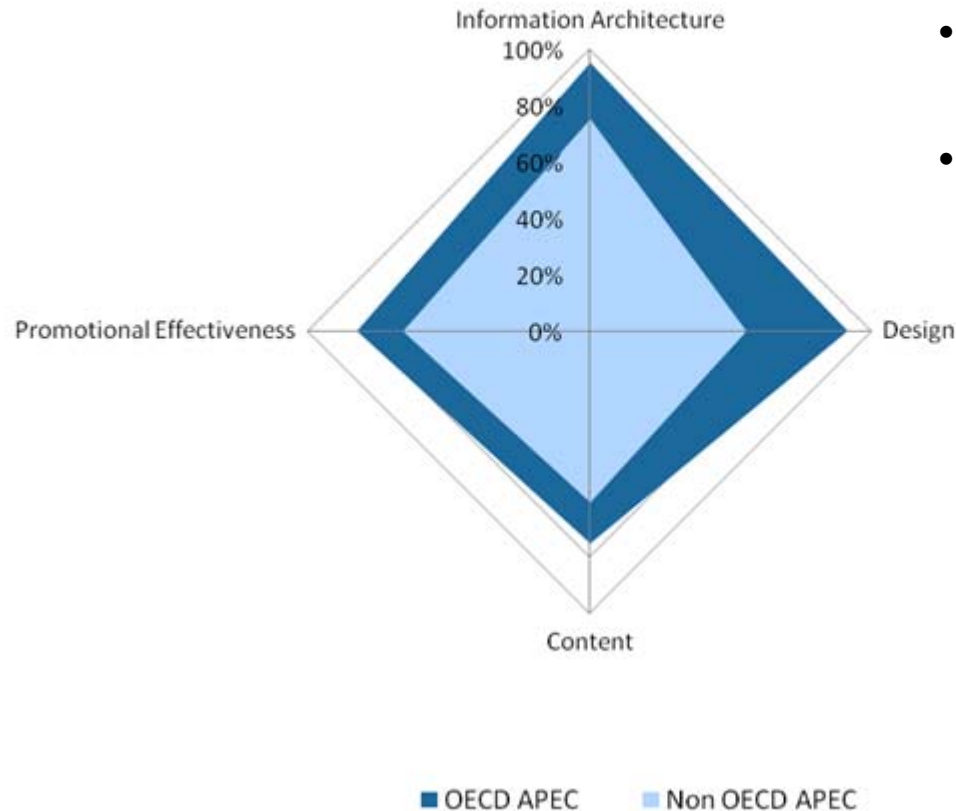 Information Architecture
100%
80%
60%
40%
20%
0%
Promotional Effectiveness
Design
Content
OECD APEC
Non OECD APEC